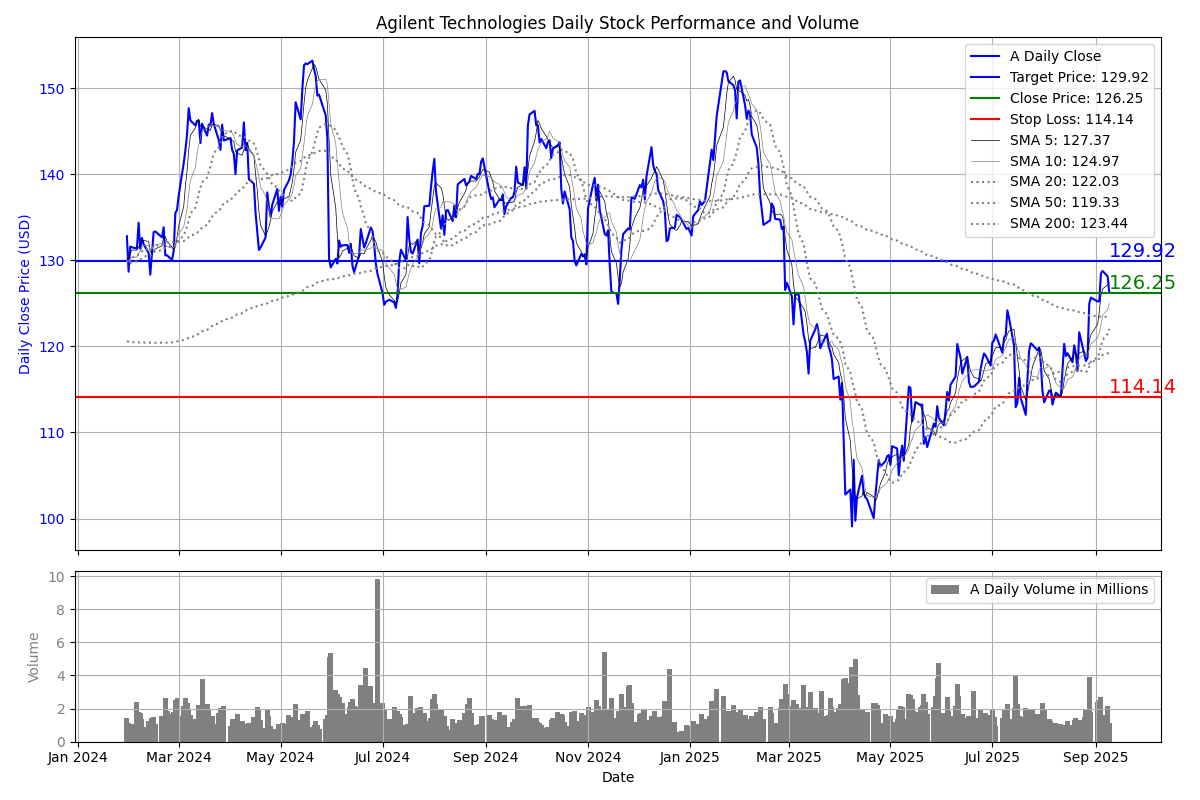 Agilent Technologies Daily Stock Performance and Volume
Daily Close Price (USD)
150
140
130
120
110
100
A Daily Close
Target Price: 129.92
Close Price: 126.25
Stop Loss: 114.14
SMA 5: 127.37
SMA 10: 124.97
SMA 20: 122.03
SMA 50: 119.33
SMA 200: 123.44
129.92
126.25
114.14
Volume
10
8
6
4
2
0
A Daily Volume in Millions
Jan 2024
Mar 2024
May 2024
Jul 2024
Sep 2024
Nov 2024
Jan 2025
Mar 2025
May 2025
Jul 2025
Sep 2025
Date